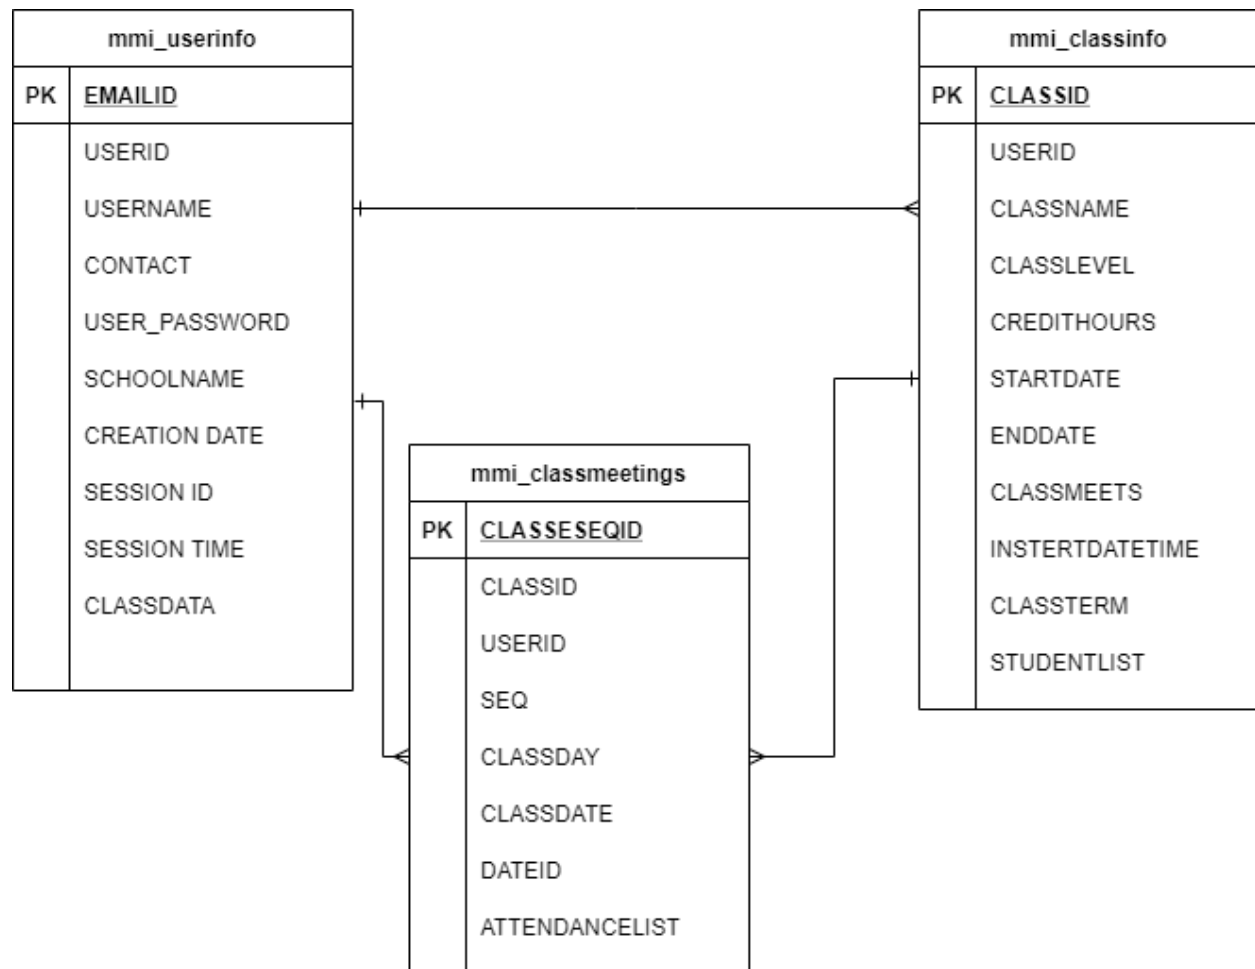 mmi_userinfo
PK EMAILID
USERID
USERNAME
CONTACT
USER_PASSWORD
SCHOOLNAME
CREATION DATE
SESSION ID
SESSION TIME
CLASSDATA
mmi_classmeetings
PK CLASSESEQID
CLASSID
USERID
SEQ
CLASSDAY
CLASSDATE
DATEID
ATTENDANCELIST
mmi_classinfo
PK CLASSID
USERID
CLASSNAME
CLASSLEVEL
CREDITHOURS
STARTDATE
ENDDATE
CLASSMEETS
INSTERTDATETIME
CLASSTERM
STUDENTLIST